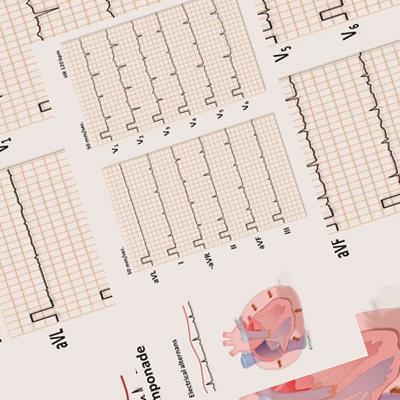 V5
V6
HR 120 bpm
50 mm/sec.
V1
V2
V3
V4
V5
V6
V1
50 mm/sec.
aVL
I
-aVR
II
aVF
III
aVF
aVL
Electrical alternans
mponade